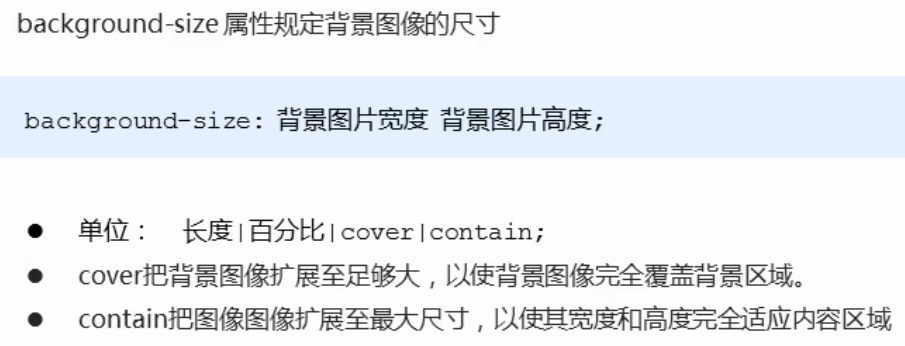 background-size 属性规定背景图像的尺寸
background-size: 背景图片宽度 背景图片高度;
● 单位： 长度|百分比|cover|contain;
● cover把背景图像扩展至足够大，以使背景图像完全覆盖背景区域。
● contain把图像图像扩展至最大尺寸，以使其宽度和高度完全适应内容区域